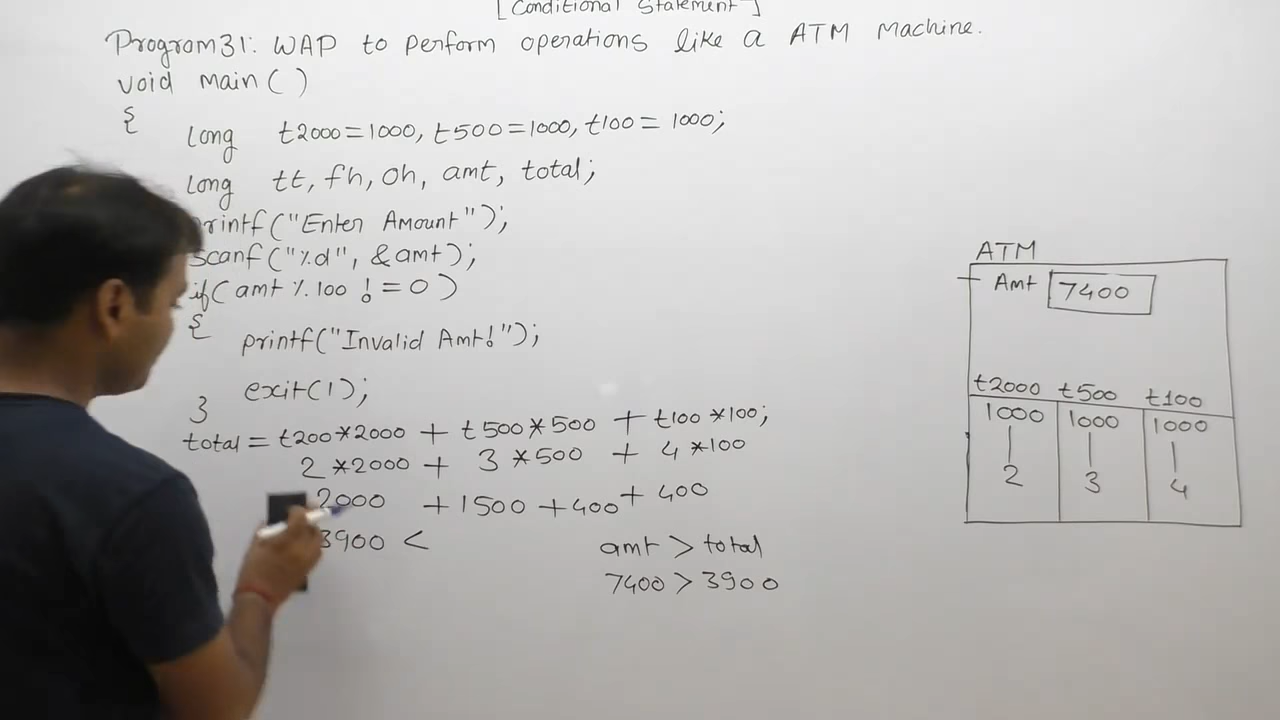 [Conditional Statement]
Program31: WAP to perform operations like a ATM Machine.
void main()
{
long t2000=1000, t500=1000, t100=1000;
long tt, fh, oh, amt, total;
printf("Enter Amount");
scanf("%d", &amt);
if(amt %100 !=0)
{
printf("Invalid Amt!");
exit(1);
}
total=t200*2000 + t500*500 + t100*100;
2*2000 + 3*500 + 4*100
2000 +1500 +400 + 400
3900 <
amt > total
7400 > 3900
ATM
Amt 7400
t2000 t500 t100
1000 1000 1000
2 3 4